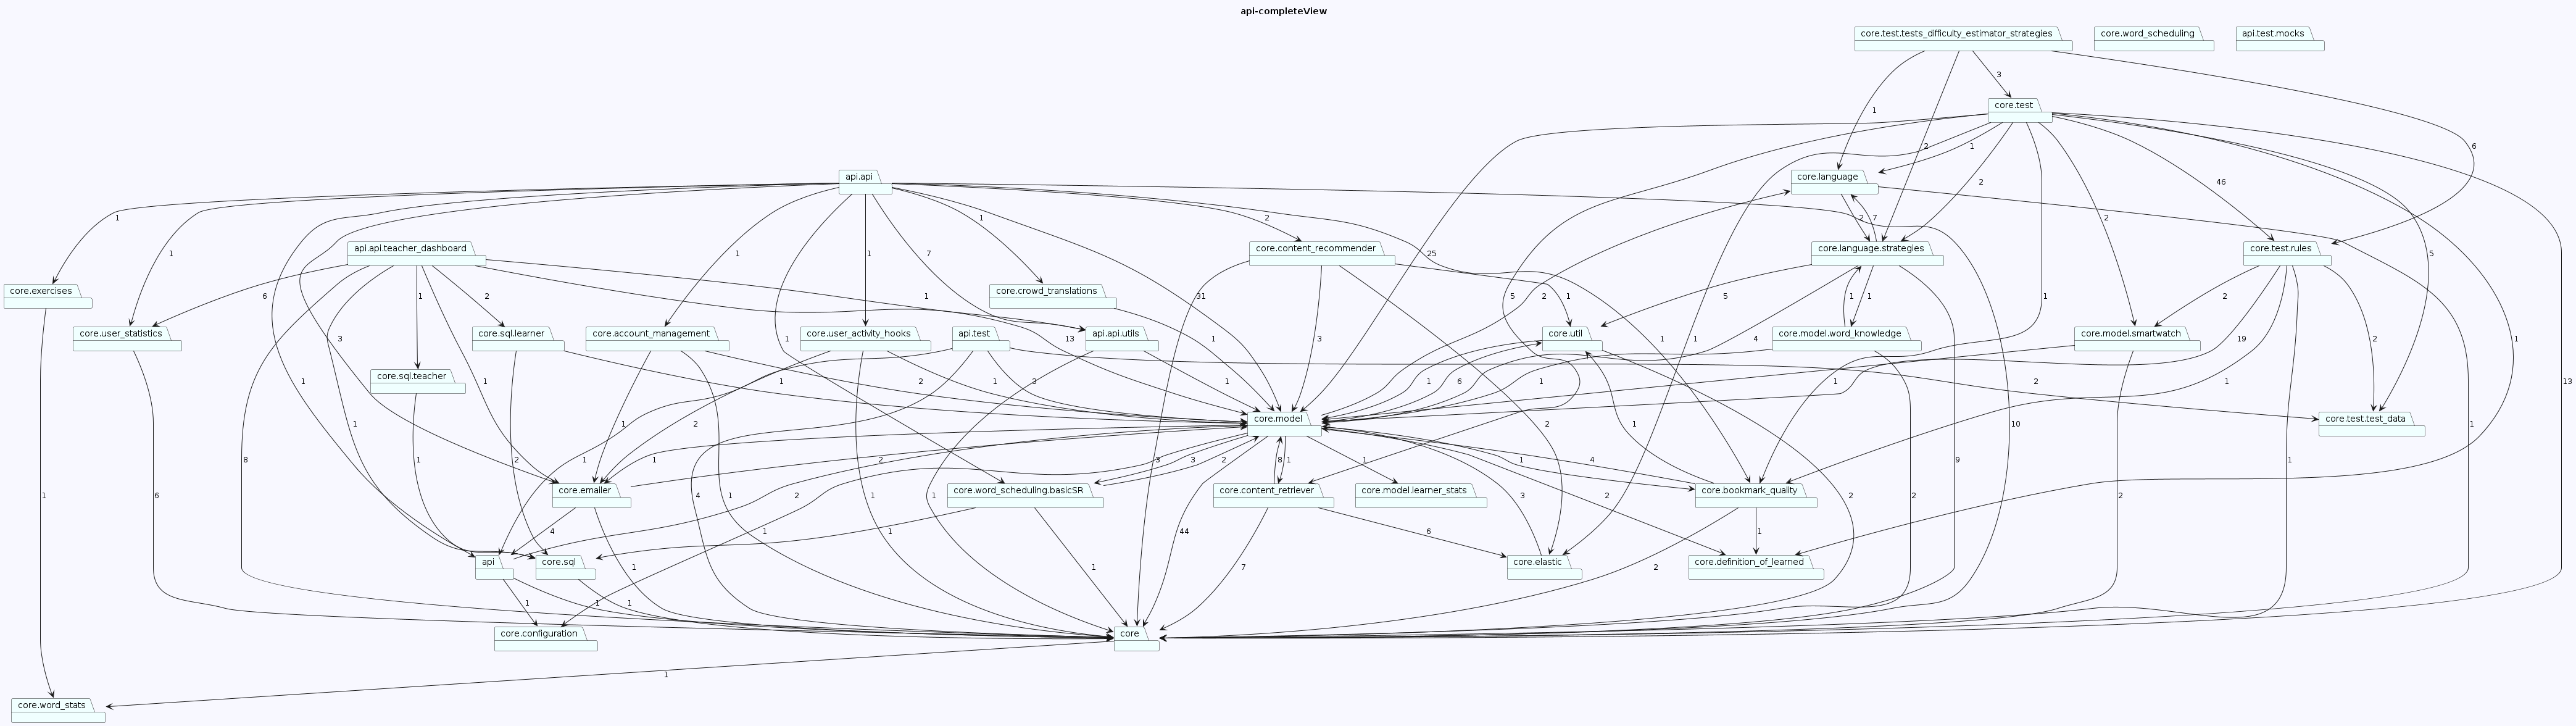 api-completeView
core.test.tests_difficulty_estimator_strategies
core.word_scheduling
api.test.mocks
3
core.test
1
2
1
2
1
2
46
5
1
13
6
api.api
core.language
1
1
1
7
1
2
25
2
7
api.api.teacher_dashboard
core.content_recommender
core.language.strategies
core.test.rules
core.exercises
6
1
2
1
core.crowd_translations
31
5
2
1
5
1
1
1
2
core.user_statistics
core.sql.learner
core.account_management
core.user_activity_hooks
api.test
api.api.utils
core.util
core.model.word_knowledge
core.model.smartwatch
3
1
13
1
3
1
4
19
2
core.sql.teacher
1
1
2
1
3
1
1
6
1
1
1
2
core.model
core.test.test_data
1
1
2
2
1
10
1
8
1
2
1
1
2
3
2
8
1
1
3
1
4
core.emailer
core.word_scheduling.basicSR
core.content_retriever
core.model.learner_stats
core.bookmark_quality
1
6
4
1
1
2
1
3
2
2
9
1
2
4
1
44
6
1
api
core.sql
core.elastic
core.definition_of_learned
1
1
7
2
1
1
1
core.configuration
core
1
core.word_stats